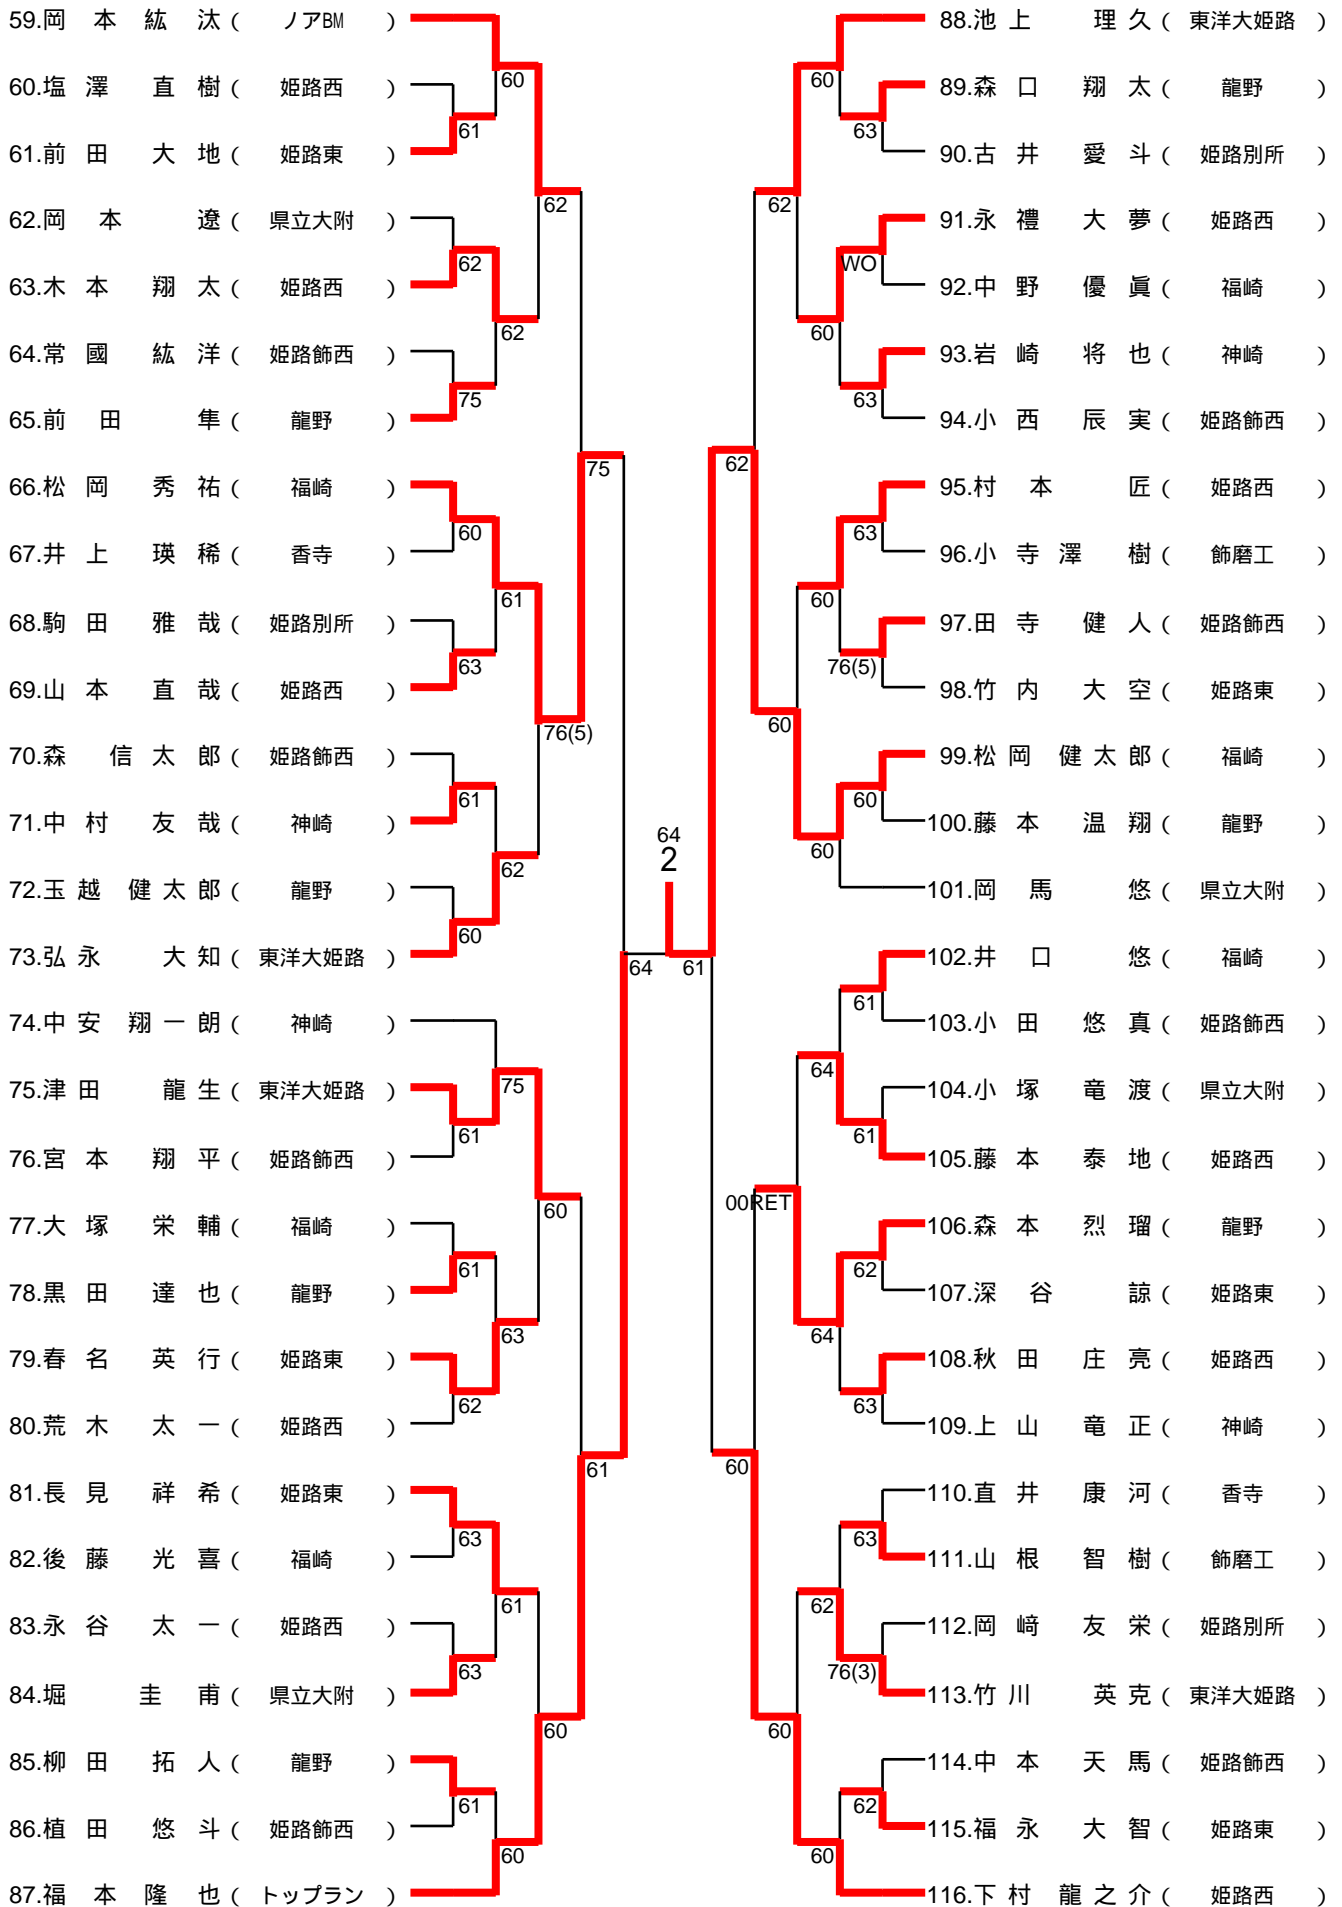 59.岡 本 紘 汰 ( ノアBM )
60.塩 澤 直 樹 ( 姫路西 )
61.前 田 大 地 ( 姫路東 )
62.岡 本 遼 ( 県立大附 )
63.木 本 翔 太 ( 姫路西 )
64.常 國 紘 洋 ( 姫路飾西 )
65.前 田 隼 ( 龍野 )
66.松 岡 秀 祐 ( 福崎 )
67.井 上 瑛 稀 ( 香寺 )
68.駒 田 雅 哉 ( 姫路別所 )
69.山 本 直 哉 ( 姫路西 )
70.森 信 太 郎 ( 姫路飾西 )
71.中 村 友 哉 ( 神崎 )
72.玉 越 健 太 郎 ( 龍野 )
73.弘 永 大 知 ( 東洋大姫路 )
74.中 安 翔 一 朗 ( 神崎 )
75.津 田 龍 生 ( 東洋大姫路 )
76.宮 本 翔 平 ( 姫路飾西 )
77.大 塚 栄 輔 ( 福崎 )
78.黒 田 達 也 ( 龍野 )
79.春 名 英 行 ( 姫路東 )
80.荒 木 太 一 ( 姫路西 )
81.長 見 祥 希 ( 姫路東 )
82.後 藤 光 喜 ( 福崎 )
83.永 谷 太 一 ( 姫路西 )
84.堀 圭 甫 ( 県立大附 )
85.柳 田 拓 人 ( 龍野 )
86.植 田 悠 斗 ( 姫路飾西 )
87.福 本 隆 也 ( トップラン )
61
62
75
60
63
61
60
61
61
62
63
63
61
60
62
61
62
75
63
61
60
62
76(5)
60
60
75
61
64
64
2
61
62
60
62
60
00RET
60
60
60
60
60
64
64
62
60
63
WO
63
63
76(5)
60
61
61
62
63
63
76(3)
62
88.池 上 理 久 ( 東洋大姫路 )
89.森 口 翔 太 ( 龍野 )
90.古 井 愛 斗 ( 姫路別所 )
91.永 禮 大 夢 ( 姫路西 )
92.中 野 優 眞 ( 福崎 )
93.岩 崎 将 也 ( 神崎 )
94.小 西 辰 実 ( 姫路飾西 )
95.村 本 匠 ( 姫路西 )
96.小 寺 澤 樹 ( 飾磨工 )
97.田 寺 健 人 ( 姫路飾西 )
98.竹 内 大 空 ( 姫路東 )
99.松 岡 健 太 郎 ( 福崎 )
100.藤 本 温 翔 ( 龍野 )
101.岡 馬 悠 ( 県立大附 )
102.井 口 悠 ( 福崎 )
103.小 田 悠 真 ( 姫路飾西 )
104.小 塚 竜 渡 ( 県立大附 )
105.藤 本 泰 地 ( 姫路西 )
106.森 本 烈 瑠 ( 龍野 )
107.深 谷 諒 ( 姫路東 )
108.秋 田 庄 亮 ( 姫路西 )
109.上 山 竜 正 ( 神崎 )
110.直 井 康 河 ( 香寺 )
111.山 根 智 樹 ( 飾磨工 )
112.岡 﨑 友 栄 ( 姫路別所 )
113.竹 川 英 克 ( 東洋大姫路 )
114.中 本 天 馬 ( 姫路飾西 )
115.福 永 大 智 ( 姫路東 )
116.下 村 龍 之 介 ( 姫路西 )